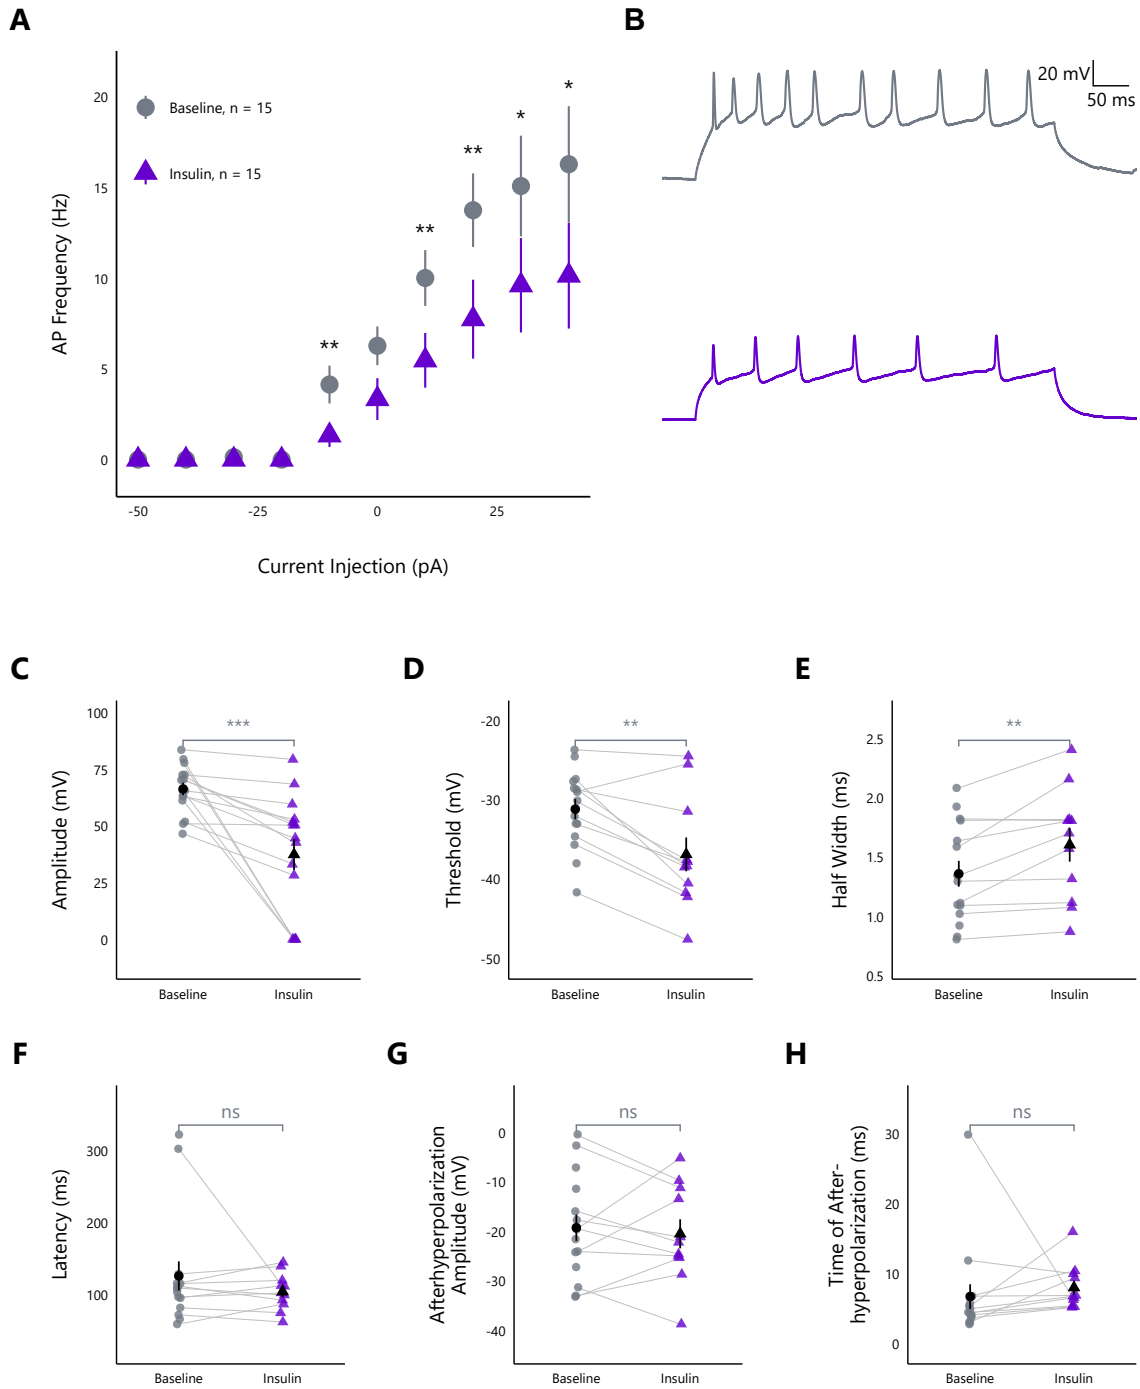 A
B
20
15
10
5
0
AP Frequency (Hz)
Baseline, n = 15
Insulin, n = 15
**
**
**
*
*
-50
-25
0
25
Current Injection (pA)
20 mV
50 ms
C
100
75
50
25
0
Amplitude (mV)
***
Baseline
Insulin
D
-20
-30
-40
-50
Threshold (mV)
**
Baseline
Insulin
E
2.5
2.0
1.5
1.0
0.5
Half Width (ms)
**
Baseline
Insulin
F
300
200
100
Latency (ms)
ns
Baseline
Insulin
G
0
-10
-20
-30
-40
Afterhyperpolarization
Amplitude (mV)
ns
Baseline
Insulin
H
30
20
10
0
Time of After-
hyperpolarization (ms)
ns
Baseline
Insulin